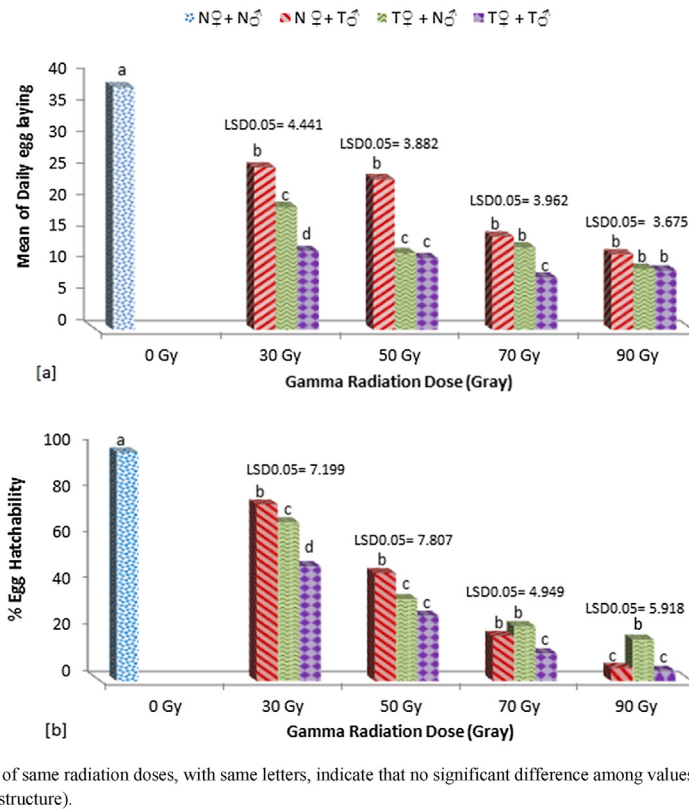 N♀+ N♂ N ♀+ T♂ T♀ + N♂ T♀ + T♂
Mean of Daily egg laying
40
35
30
25
20
15
10
5
0
a
LSD0.05= 4.441
b
c
d
LSD0.05= 3.882
b
c
c
LSD0.05= 3.962
b
b
c
LSD0.05= 3.675
b
b
b
0 Gy 30 Gy 50 Gy 70 Gy 90 Gy
[a]
Gamma Radiation Dose (Gray)
% Egg Hatchability
100
80
60
40
20
0
a
LSD0.05= 7.199
b
c
d
LSD0.05= 7.807
b
c
c
LSD0.05= 4.949
b
b
c
LSD0.05= 5.918
c
b
c
0 Gy 30 Gy 50 Gy 70 Gy 90 Gy
Gamma Radiation Dose (Gray)
[b]
of same radiation doses, with same letters, indicate that no significant difference among values
structure).